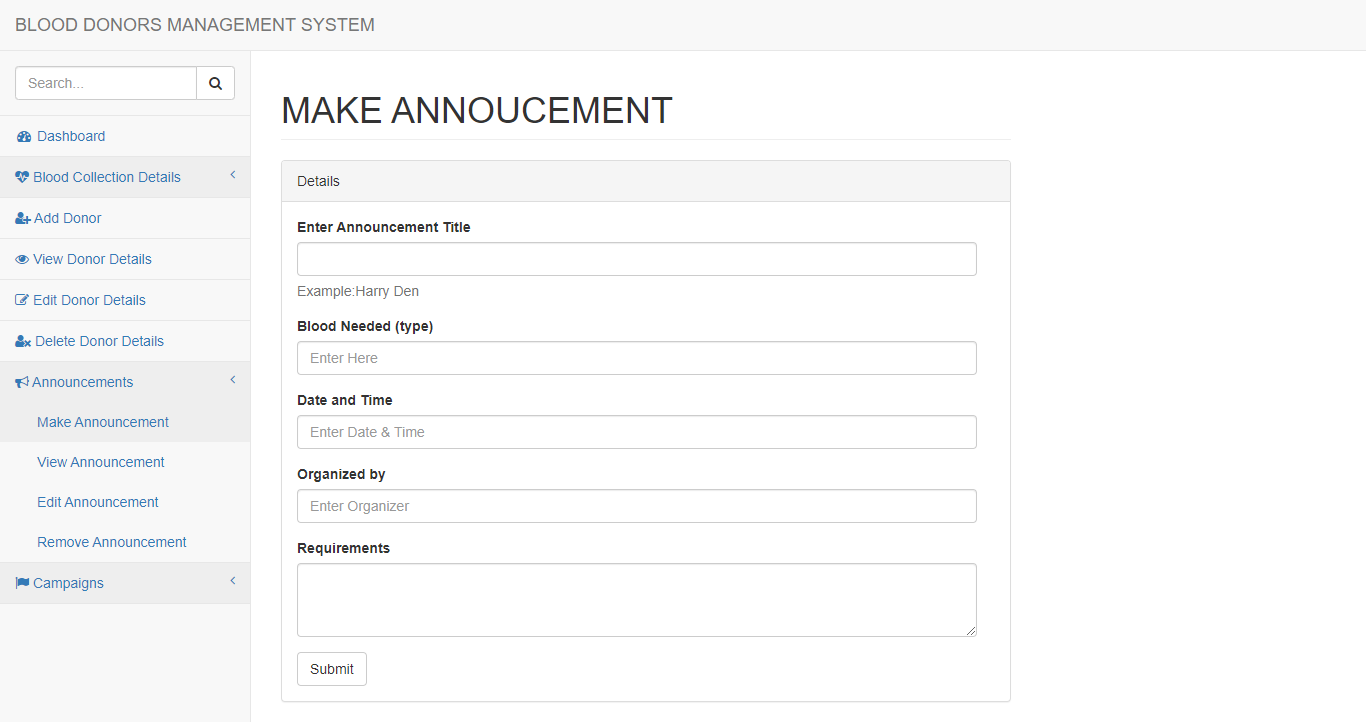 BLOOD DONORS MANAGEMENT SYSTEM
Search...
Dashboard
Blood Collection Details
Add Donor
View Donor Details
Edit Donor Details
Delete Donor Details
Announcements
Make Announcement
View Announcement
Edit Announcement
Remove Announcement
Campaigns
MAKE ANNOUCEMENT
Details
Enter Announcement Title
Example:Harry Den
Blood Needed (type)
Enter Here
Date and Time
Enter Date & Time
Organized by
Enter Organizer
Requirements
Submit